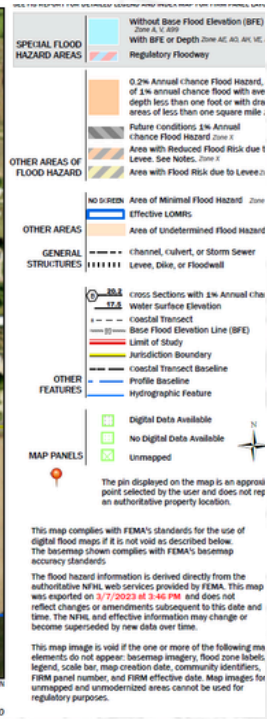 SEE FIS REPORT FOR DETAILED LEGEND AND INDEX MAP FOR FIRM PANEL LAYOUT
SPECIAL FLOOD
HAZARD AREAS
Without Base Flood Elevation (BFE)
Zone A, V, A99
With BFE or Depth Zone AE, AO, AH, VE,
Regulatory Floodway
0.2% Annual Chance Flood Hazard,
of 1% annual chance flood with ave
depth less than one foot or with dra
areas of less than one square mile
Future Conditions 1% Annual
Chance Flood Hazard Zone X
Area with Reduced Flood Risk due t
Levee. See Notes. Zone X
Area with Flood Risk due to Levee
OTHER AREAS OF
FLOOD HAZARD
NO SCREEN Area of Minimal Flood Hazard Zone
Effective LOMRs
OTHER AREAS
Area of Undetermined Flood Hazard
GENERAL
STRUCTURES
Channel, Culvert, or Storm Sewer
Levee, Dike, or Floodwall
B 20.2 Cross Sections with 1% Annual Cha
17.5 Water Surface Elevation
Coastal Transect
Base Flood Elevation Line (BFE)
Limit of Study
Jurisdiction Boundary
Coastal Transect Baseline
OTHER
FEATURES
Profile Baseline
Hydrographic Feature
Digital Data Available
No Digital Data Available
Unmapped
MAP PANELS
N
The pin displayed on the map is an approxi
point selected by the user and does not rep
an authoritative property location.
This map complies with FEMA's standards for the use of
digital flood maps if it is not void as described below.
The basemap shown complies with FEMA's basemap
accuracy standards
The flood hazard information is derived directly from the
authoritative NFHL web services provided by FEMA. This map
was exported on 3/7/2023 at 3:46 PM and does not
reflect changes or amendments subsequent to this date and
time. The NFHL and effective information may change or
become superseded by new data over time.
This map image is void if the one or more of the following ma
elements do not appear: basemap imagery, flood zone labels,
legend, scale bar, map creation date, community identifiers,
FIRM panel number, and FIRM effective date. Map images for
unmapped and unmodernized areas cannot be used for
regulatory purposes.